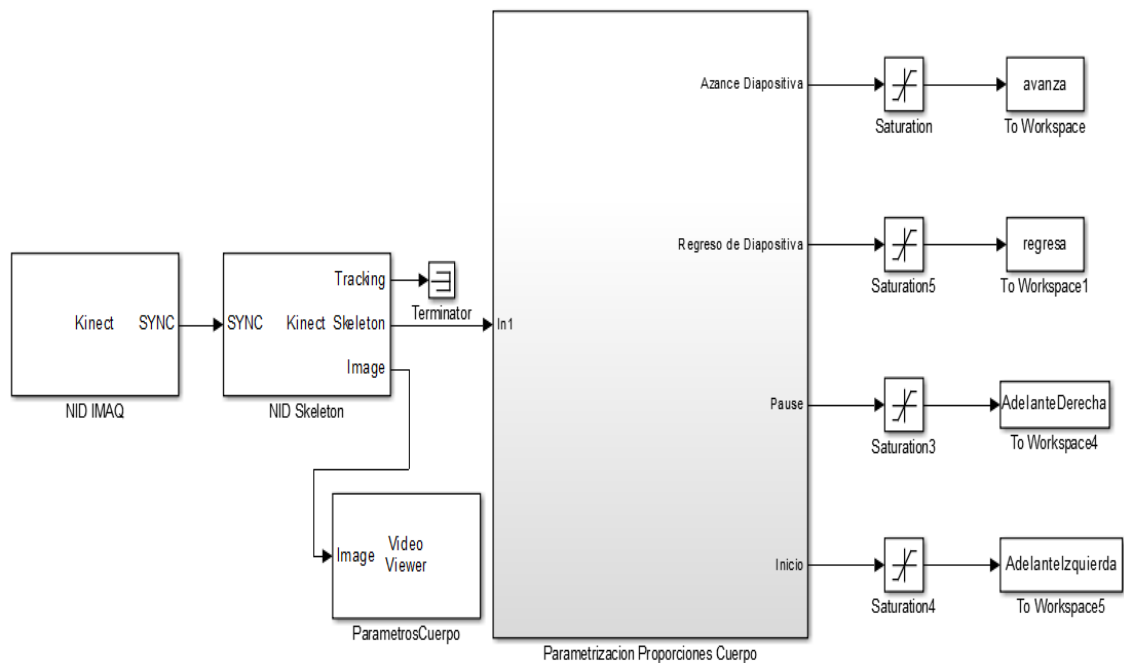 Kinect
SYNC
NID IMAQ
SYNC
Kinect
Tracking
Skeleton
Image
NID Skeleton
Terminator
Image
Video
Viewer
ParametrosCuerpo
In1
Azance Diapositiva
Regreso de Diapositiva
Pause
Inicio
Parametrizacion Proporciones Cuerpo
Saturation
avanza
To Workspace
Saturation5
regresa
To Workspace1
Saturation3
AdelanteDerecha
To Workspace4
Saturation4
AdelanteIzquierda
To Workspace5